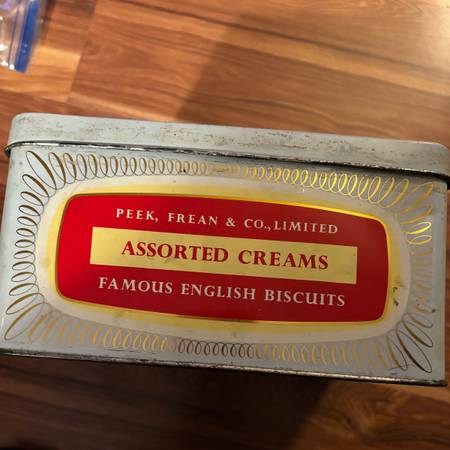 PEEK, FREAN & CO., LIMITED
ASSORTED CREAMS
FAMOUS ENGLISH BISCUITS